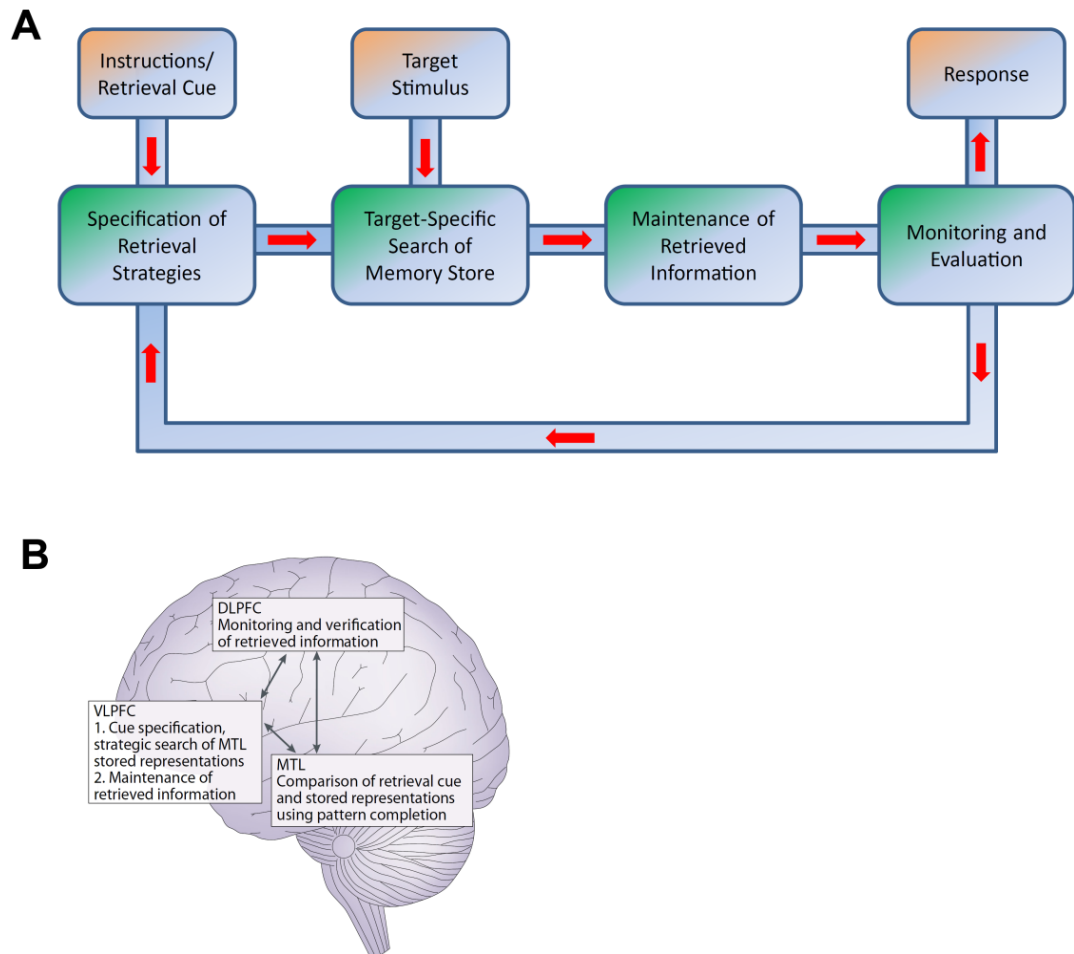 A
Instructions/
Retrieval Cue
Target
Stimulus
Response
Specification of
Retrieval
Strategies
Target-Specific
Search of
Memory Store
Maintenance of
Retrieved
Information
Monitoring and
Evaluation
B
DLPFC
Monitoring and verification
of retrieved information
VLPFC
1. Cue specification,
strategic search of MTL
stored representations
2. Maintenance of
retrieved information
MTL
Comparison of retrieval cue
and stored representations
using pattern completion